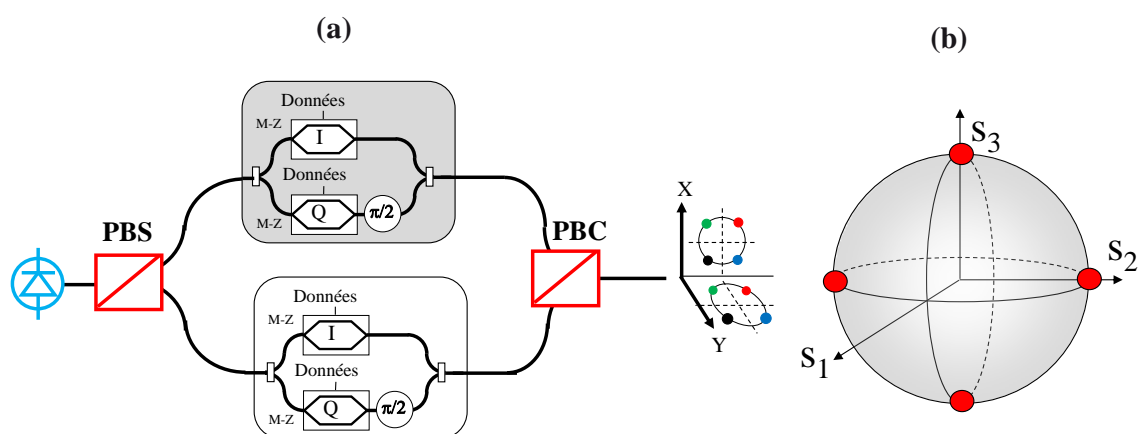 (a)
(b)
Données
M-Z
I
Données
M-Z
Q
π/2
PBS
PBC
X
Y
Données
M-Z
I
Données
M-Z
Q
π/2
S3
S2
S1